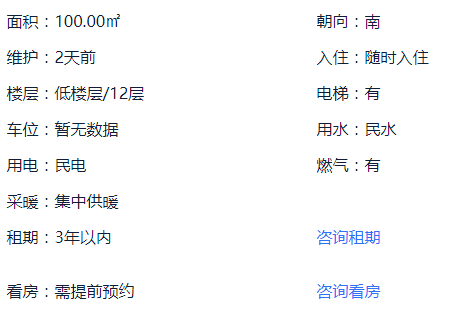 面积：100.00㎡ 朝向：南
维护：2天前 入住：随时入住
楼层：低楼层/12层 电梯：有
车位：暂无数据 用水：民水
用电：民电 燃气：有
采暖：集中供暖
租期：3年以内 咨询租期
看房：需提前预约 咨询看房